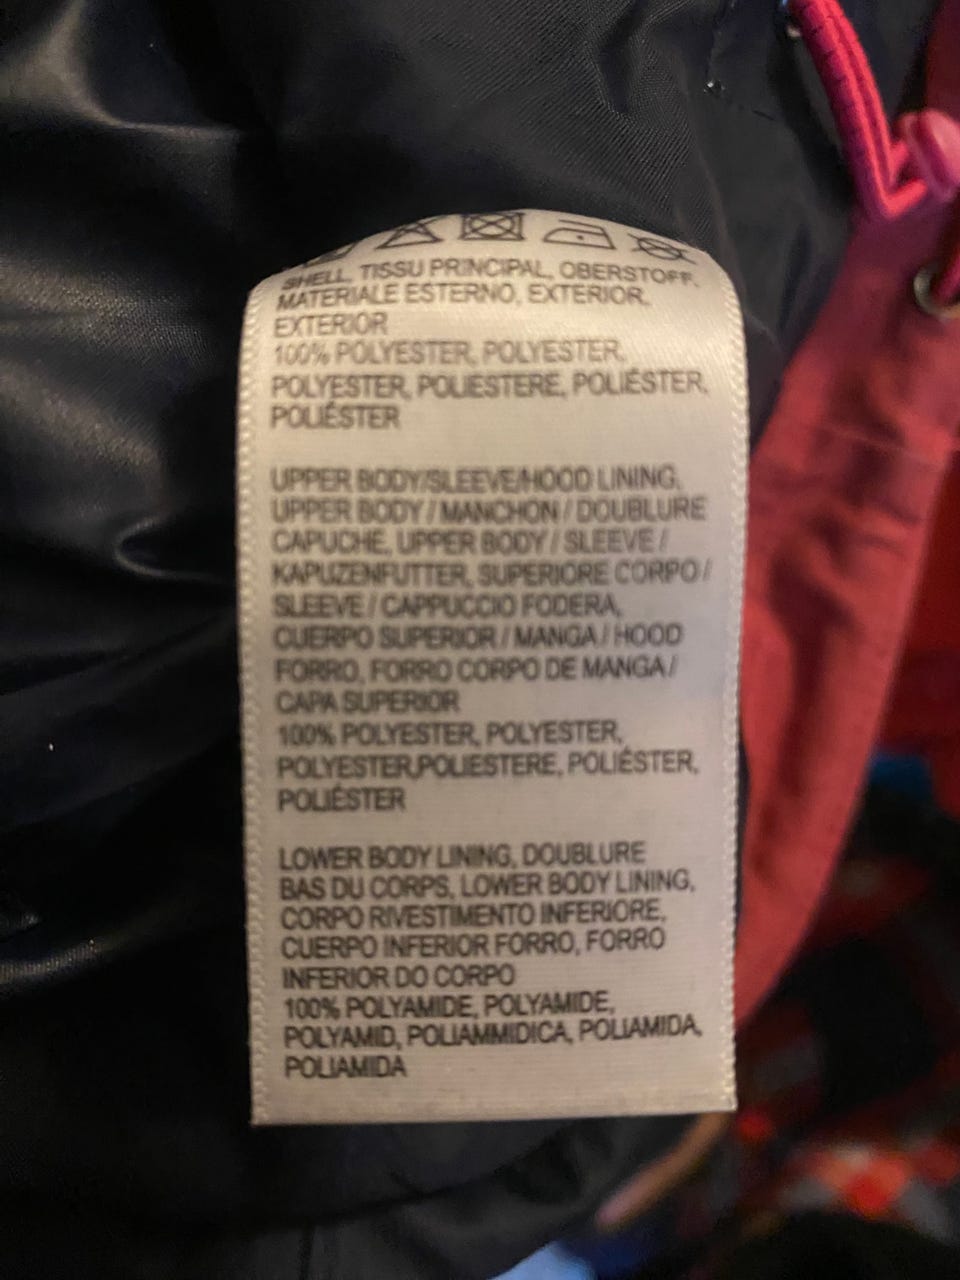 SHELL, TISSU PRINCIPAL, OBERSTOFF,
MATERIALE ESTERNO, EXTERIOR,
EXTERIOR
100% POLYESTER, POLYESTER,
POLYESTER, POLIESTERE, POLIÉSTER,
POLIÉSTER
UPPER BODY/SLEEVE/HOOD LINING,
UPPER BODY / MANCHON / DOUBLURE
CAPUCHE, UPPER BODY / SLEEVE /
KAPUZENFUTTER, SUPERIORE CORPO /
SLEEVE / CAPPUCCIO FODERA,
CUERPO SUPERIOR / MANGA / HOOD
FORRO, FORRO CORPO DE MANGA /
CAPA SUPERIOR
100% POLYESTER, POLYESTER,
POLYESTER,POLIESTERE, POLIÉSTER,
POLIÉSTER
LOWER BODY LINING, DOUBLURE
BAS DU CORPS, LOWER BODY LINING,
CORPO RIVESTIMENTO INFERIORE,
CUERPO INFERIOR FORRO, FORRO
INFERIOR DO CORPO
100% POLYAMIDE, POLYAMIDE,
POLYAMID, POLIAMMIDICA, POLIAMIDA,
POLIAMIDA